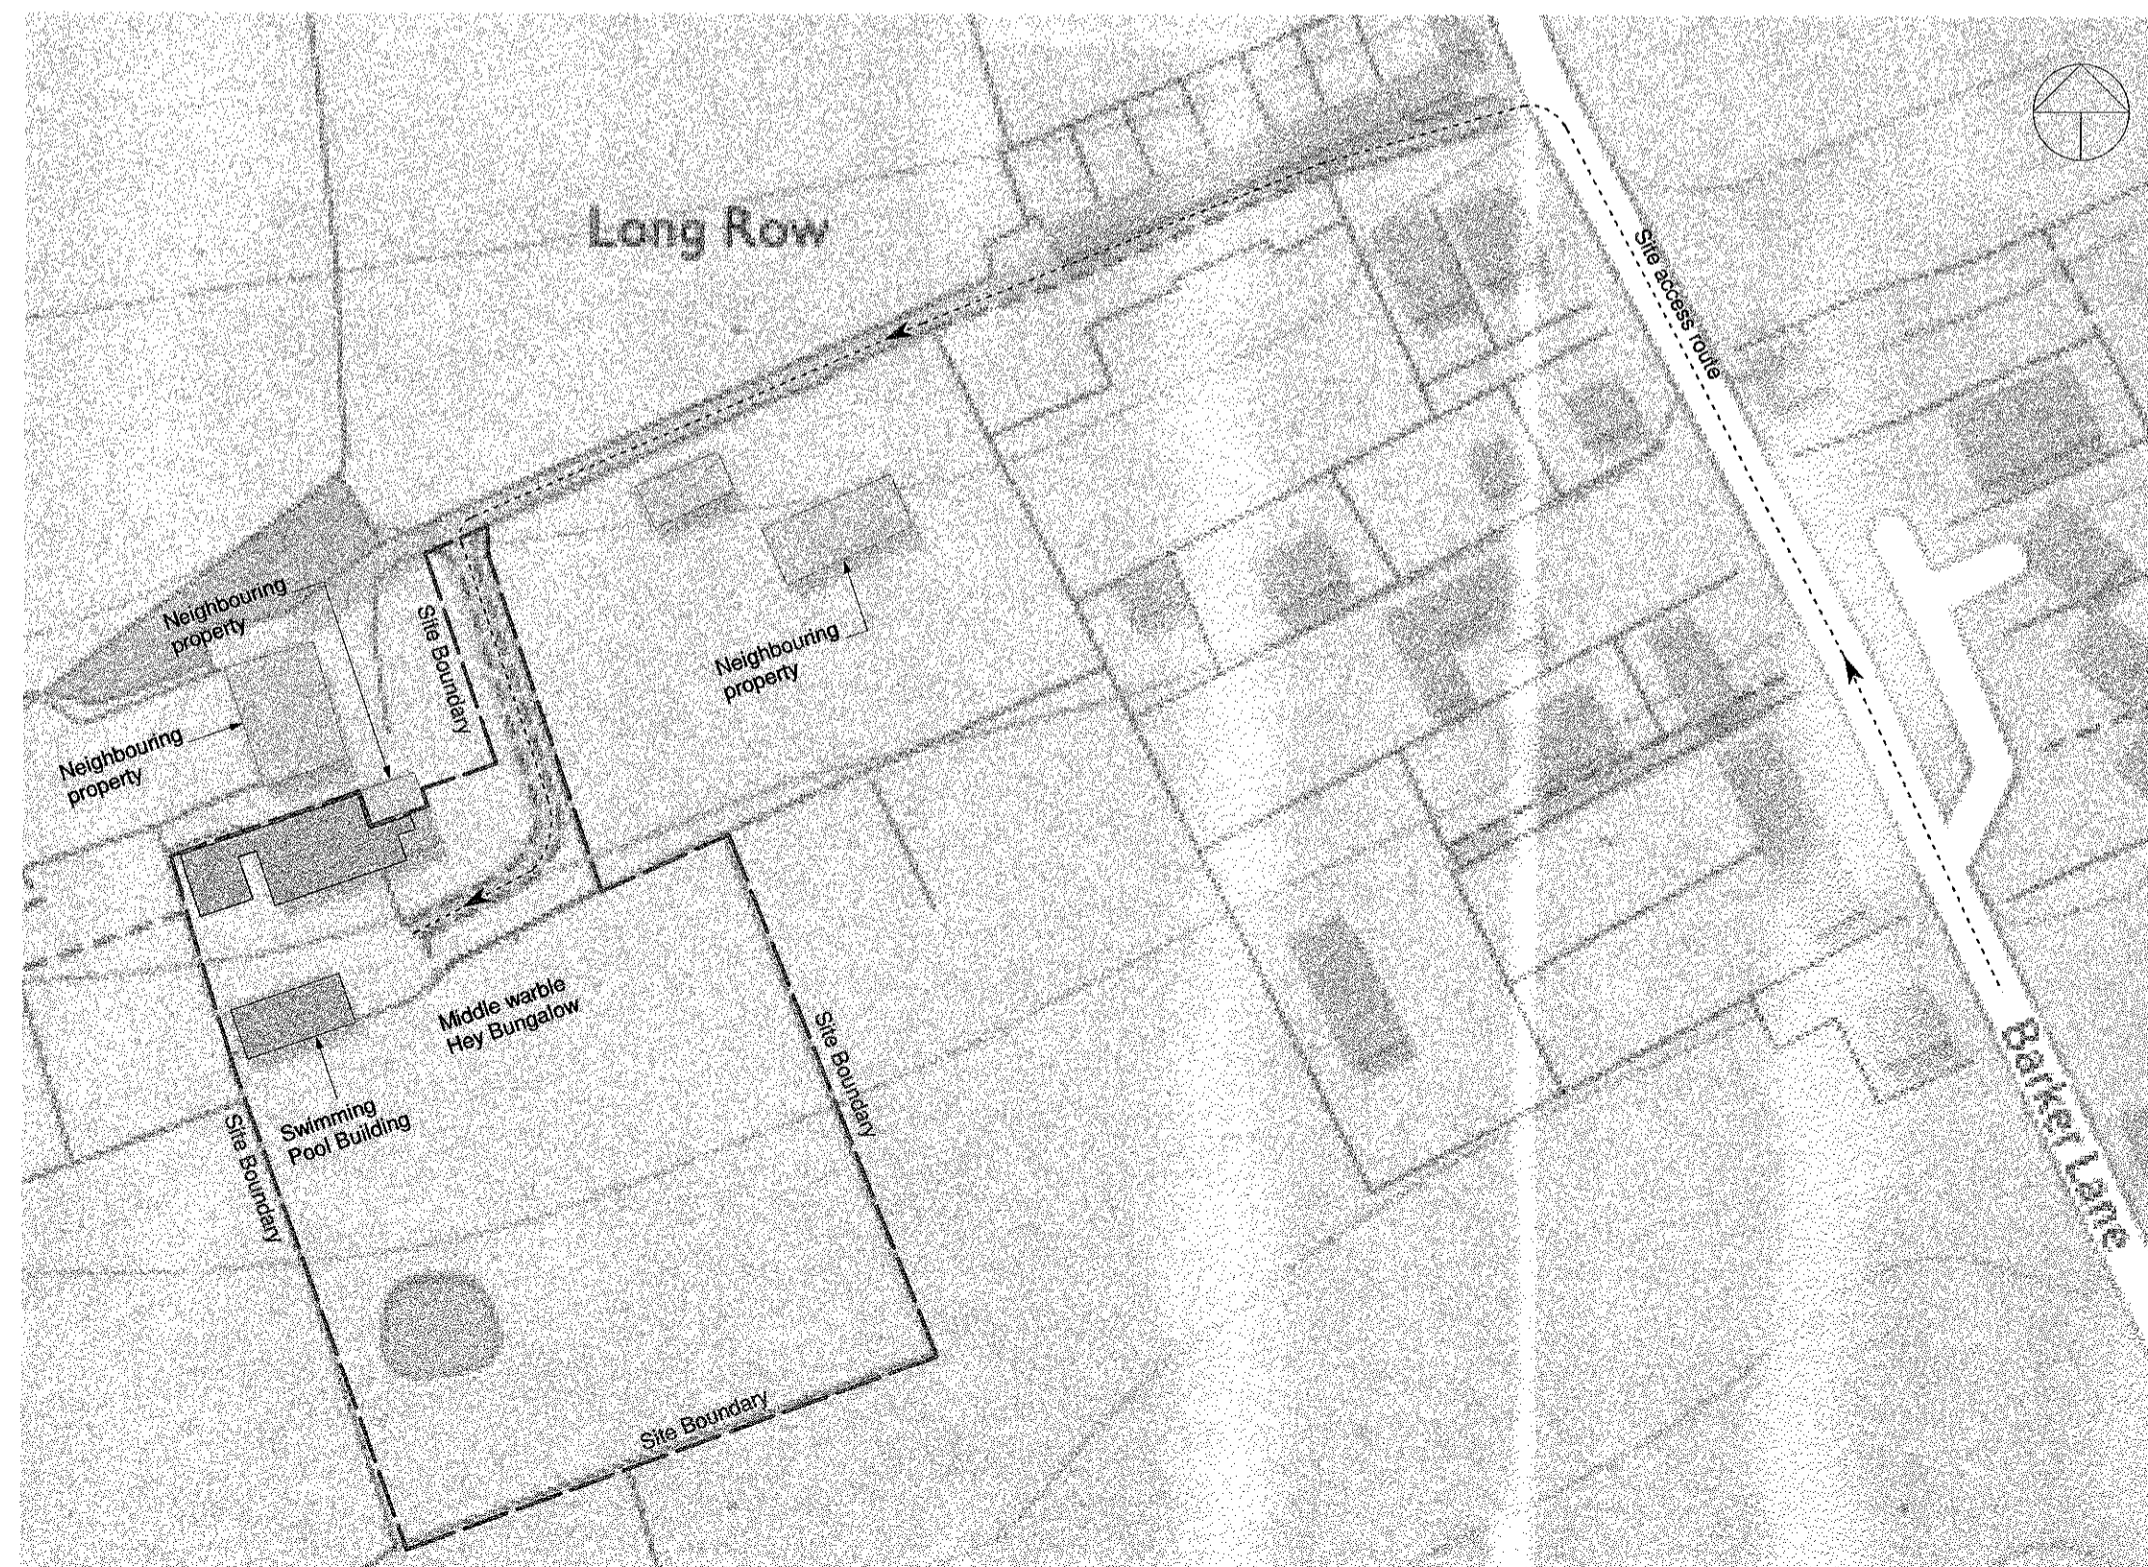 Long Row
Site access route
Neighbouring
property
Site Boundary
Neighbouring
property
Neighbouring
property
Middle warble
Hey Bungalow
Site Boundary
Swimming
Pool Building
Site Boundary
Barker Lane
Site Boundary